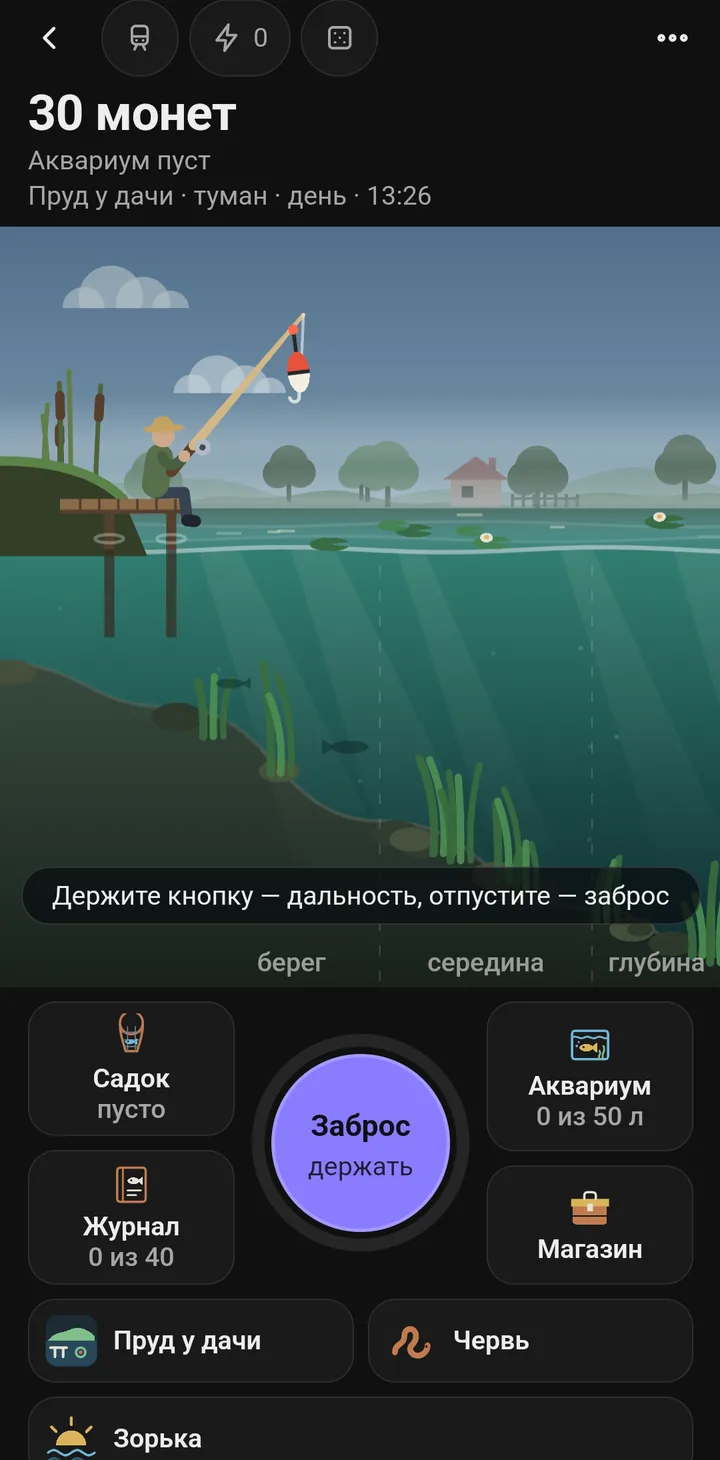 0
30 монет
Аквариум пуст
Пруд у дачи · туман · день · 13:26
Держите кнопку — дальность, отпустите — заброс
берег
середина
глубина
Садок
пусто
Заброс
держать
Аквариум
0 из 50 л
Журнал
0 из 40
Магазин
Пруд у дачи
Червь
Зорька